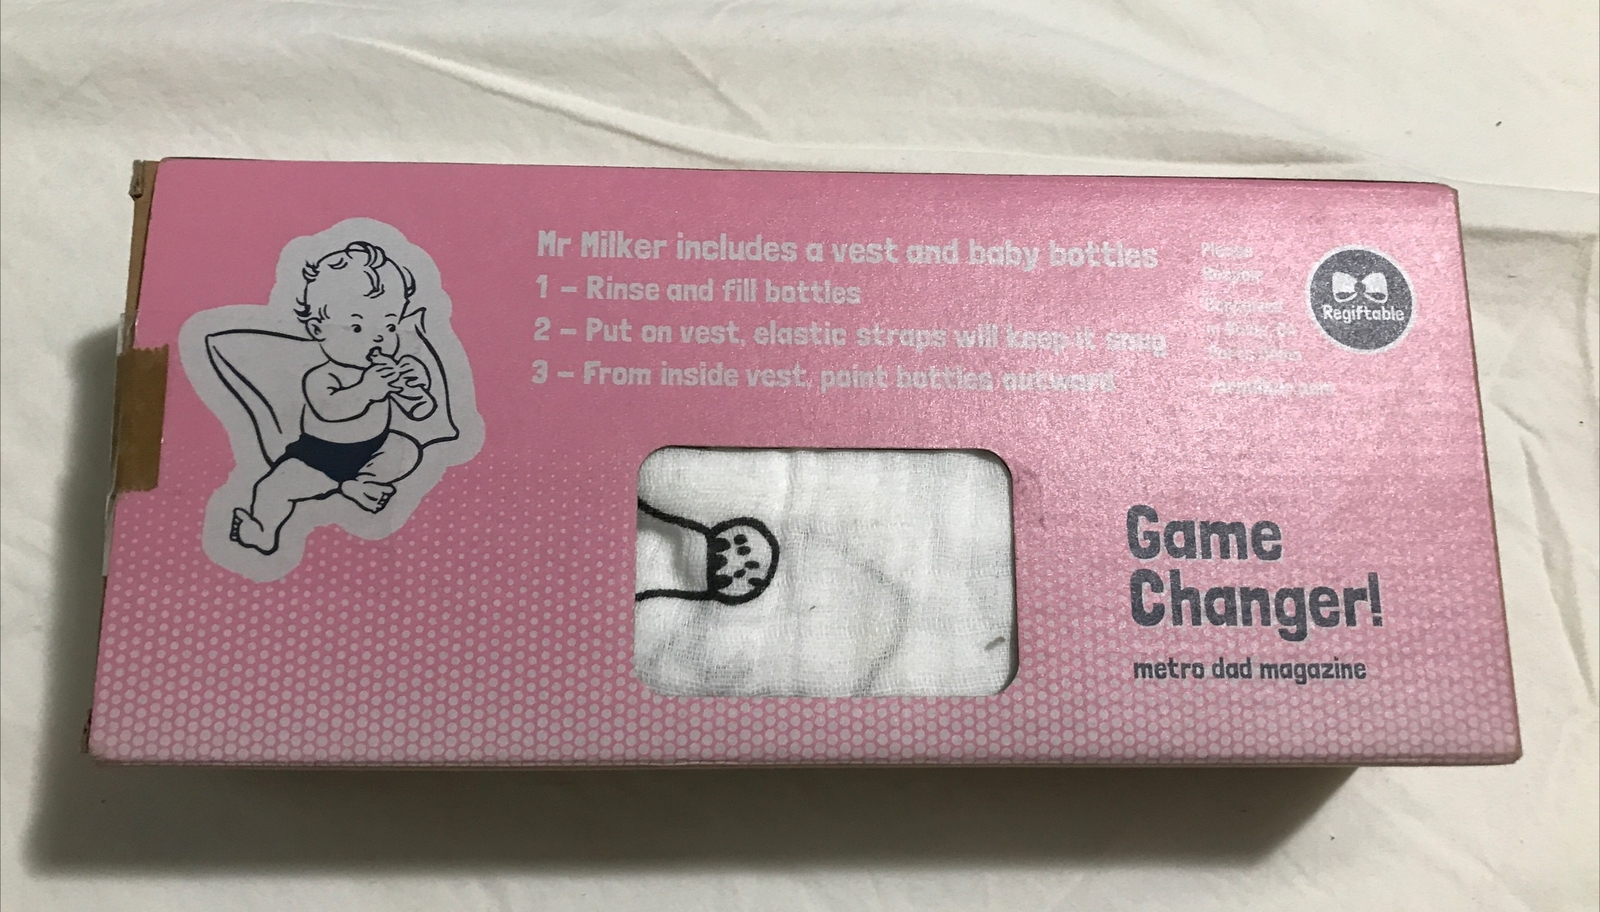 Mr Milker includes a vest and baby bottles
1 – Rinse and fill bottles
2 – Put on vest, elastic straps will keep it snug
3 – From inside vest, point bottles outward
Please
Recycle
Regiftable
Game
Changer!
metro dad magazine